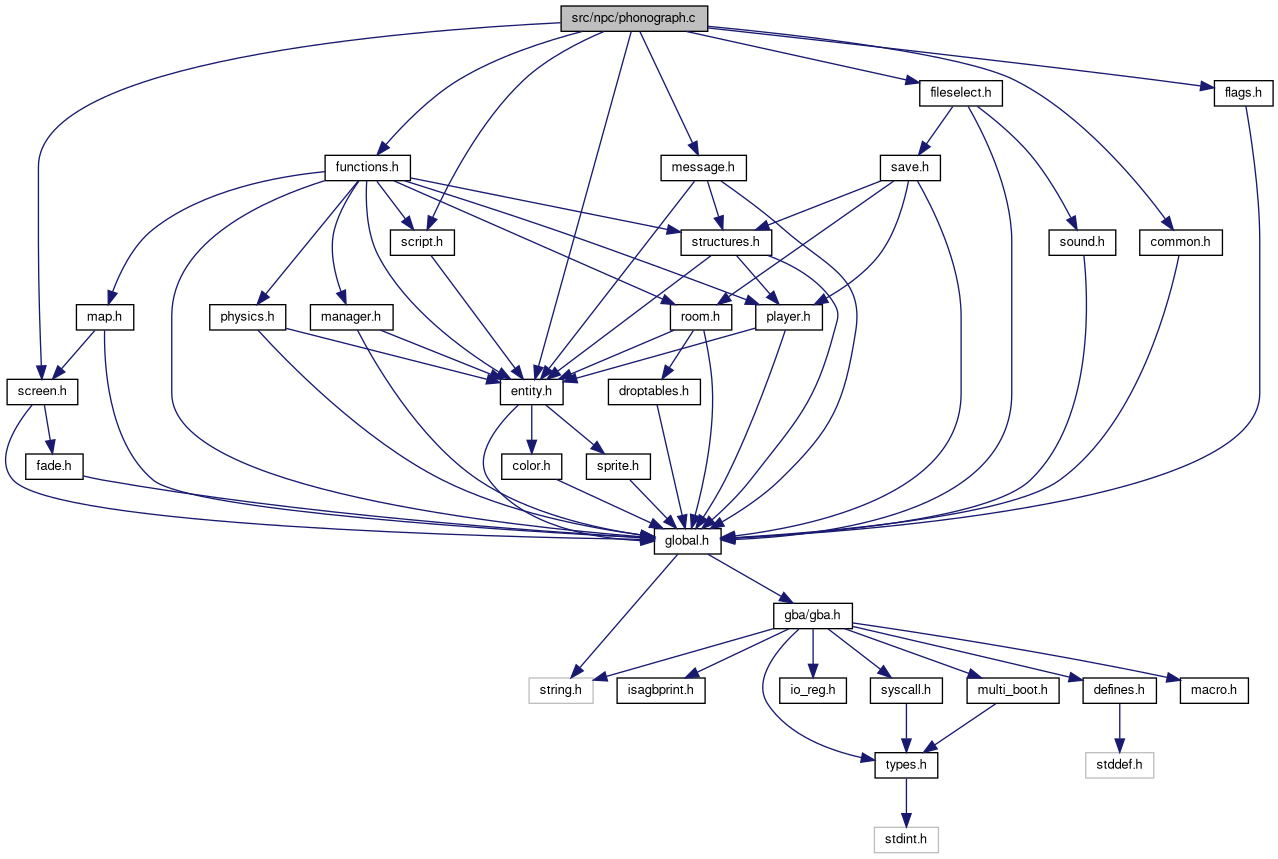 src/npc/phonograph.c
fileselect.h
flags.h
functions.h
message.h
save.h
script.h
structures.h
sound.h
common.h
map.h
physics.h
manager.h
room.h
player.h
screen.h
entity.h
droptables.h
fade.h
color.h
sprite.h
global.h
gba/gba.h
string.h
isagbprint.h
io_reg.h
syscall.h
multi_boot.h
defines.h
macro.h
types.h
stddef.h
stdint.h